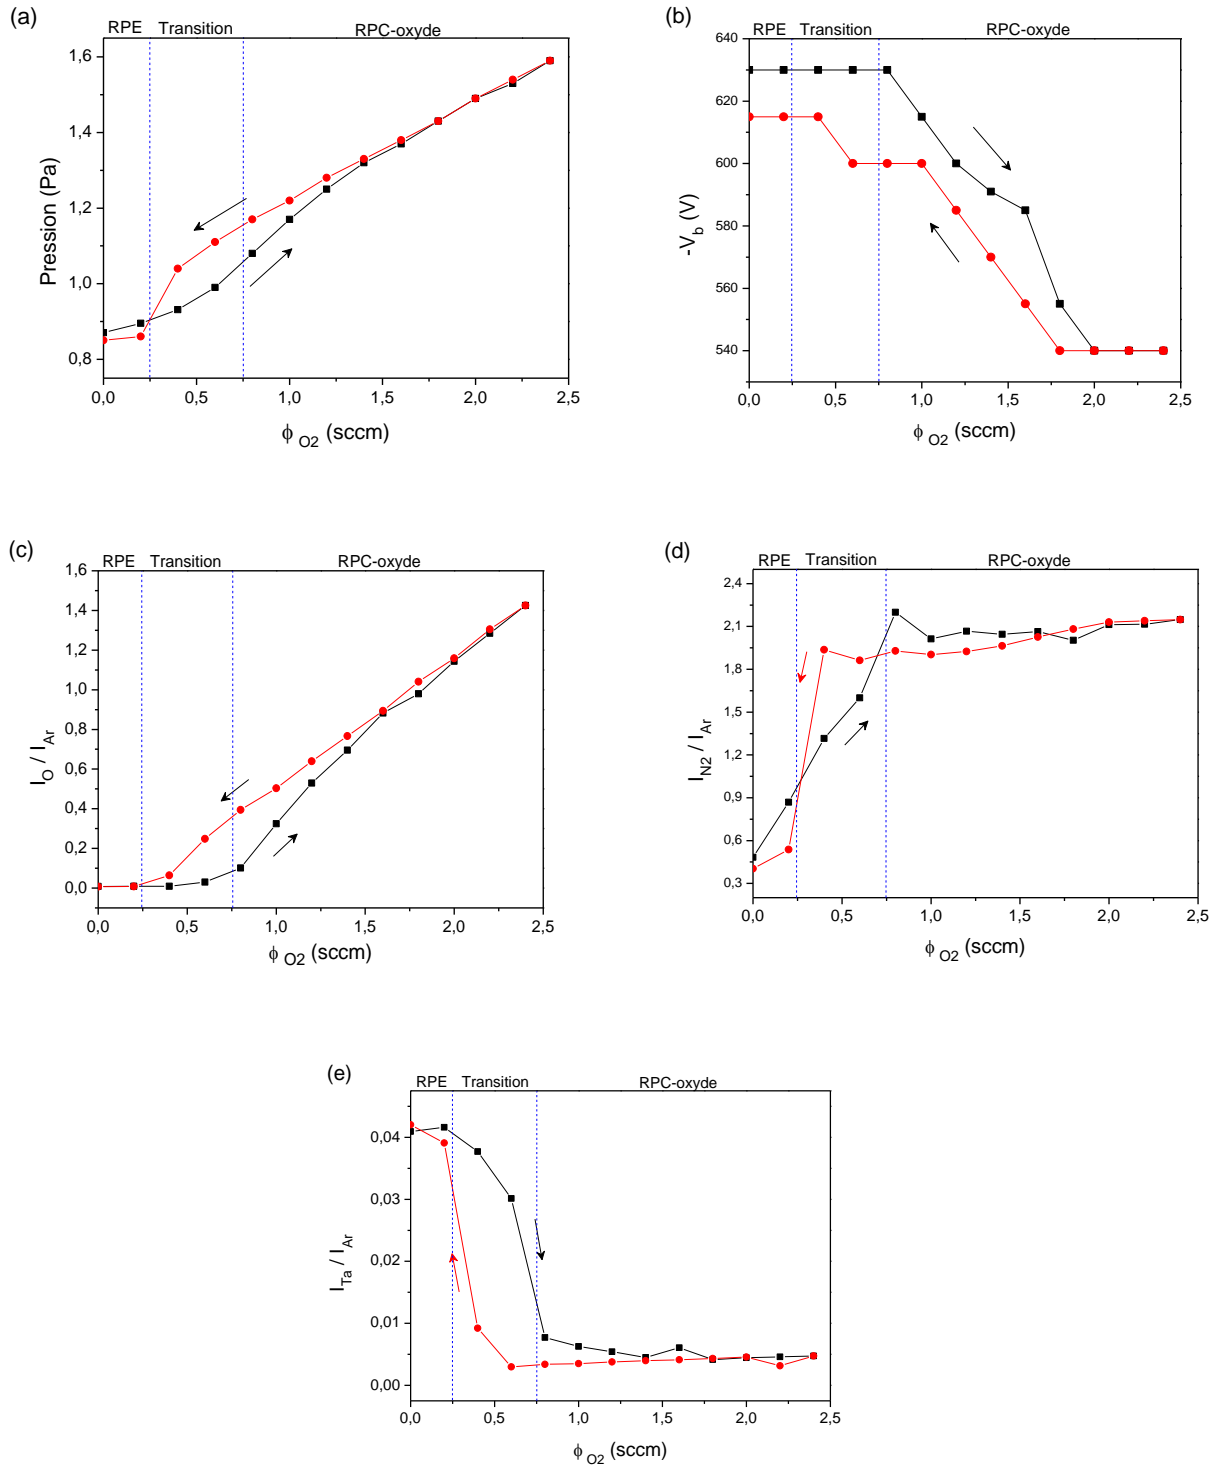 (a)
RPE Transition RPC-oxyde
1,6
1,4
1,2
1,0
0,8
Pression (Pa)
0,0 0,5 1,0 1,5 2,0 2,5
ϕ O2 (sccm)
(b)
RPE Transition RPC-oxyde
640
620
600
580
560
540
-Vb (V)
0,0 0,5 1,0 1,5 2,0 2,5
ϕ O2 (sccm)
(c)
RPE Transition RPC-oxyde
1,6
1,4
1,2
1,0
0,8
0,6
0,4
0,2
0,0
IO / IAr
0,0 0,5 1,0 1,5 2,0 2,5
ϕ O2 (sccm)
(d)
RPE Transition RPC-oxyde
2,4
2,1
1,8
1,5
1,2
0,9
0,6
0,3
IN2 / IAr
0,0 0,5 1,0 1,5 2,0 2,5
ϕ O2 (sccm)
(e)
RPE Transition RPC-oxyde
0,04
0,03
0,02
0,01
0,00
ITa / IAr
0,0 0,5 1,0 1,5 2,0 2,5
ϕ O2 (sccm)